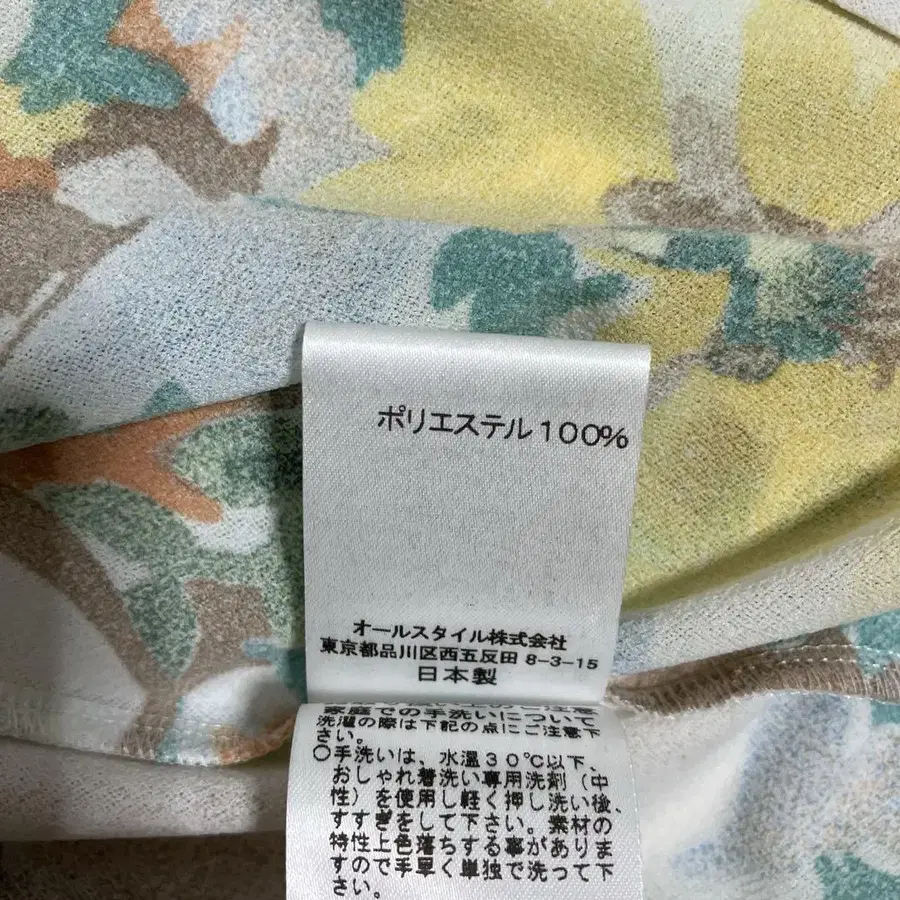 ポリエステル100%
オールスタイル株式会社
東京都品川区西五反田8-3-15
日本製
家庭での手洗いについて
洗濯の際は下記の点にご注意下
さい。
〇手洗いは、水温30℃以下、
おしゃれ着洗い専用洗剤(中
性)を使用し軽く押し洗い後、
すすぎをして下さい。素材の
特性上色落ちする事がありま
すので手早く単独で洗って下
さい。